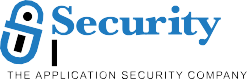 Security
THE APPLICATION SECURITY COMPANY